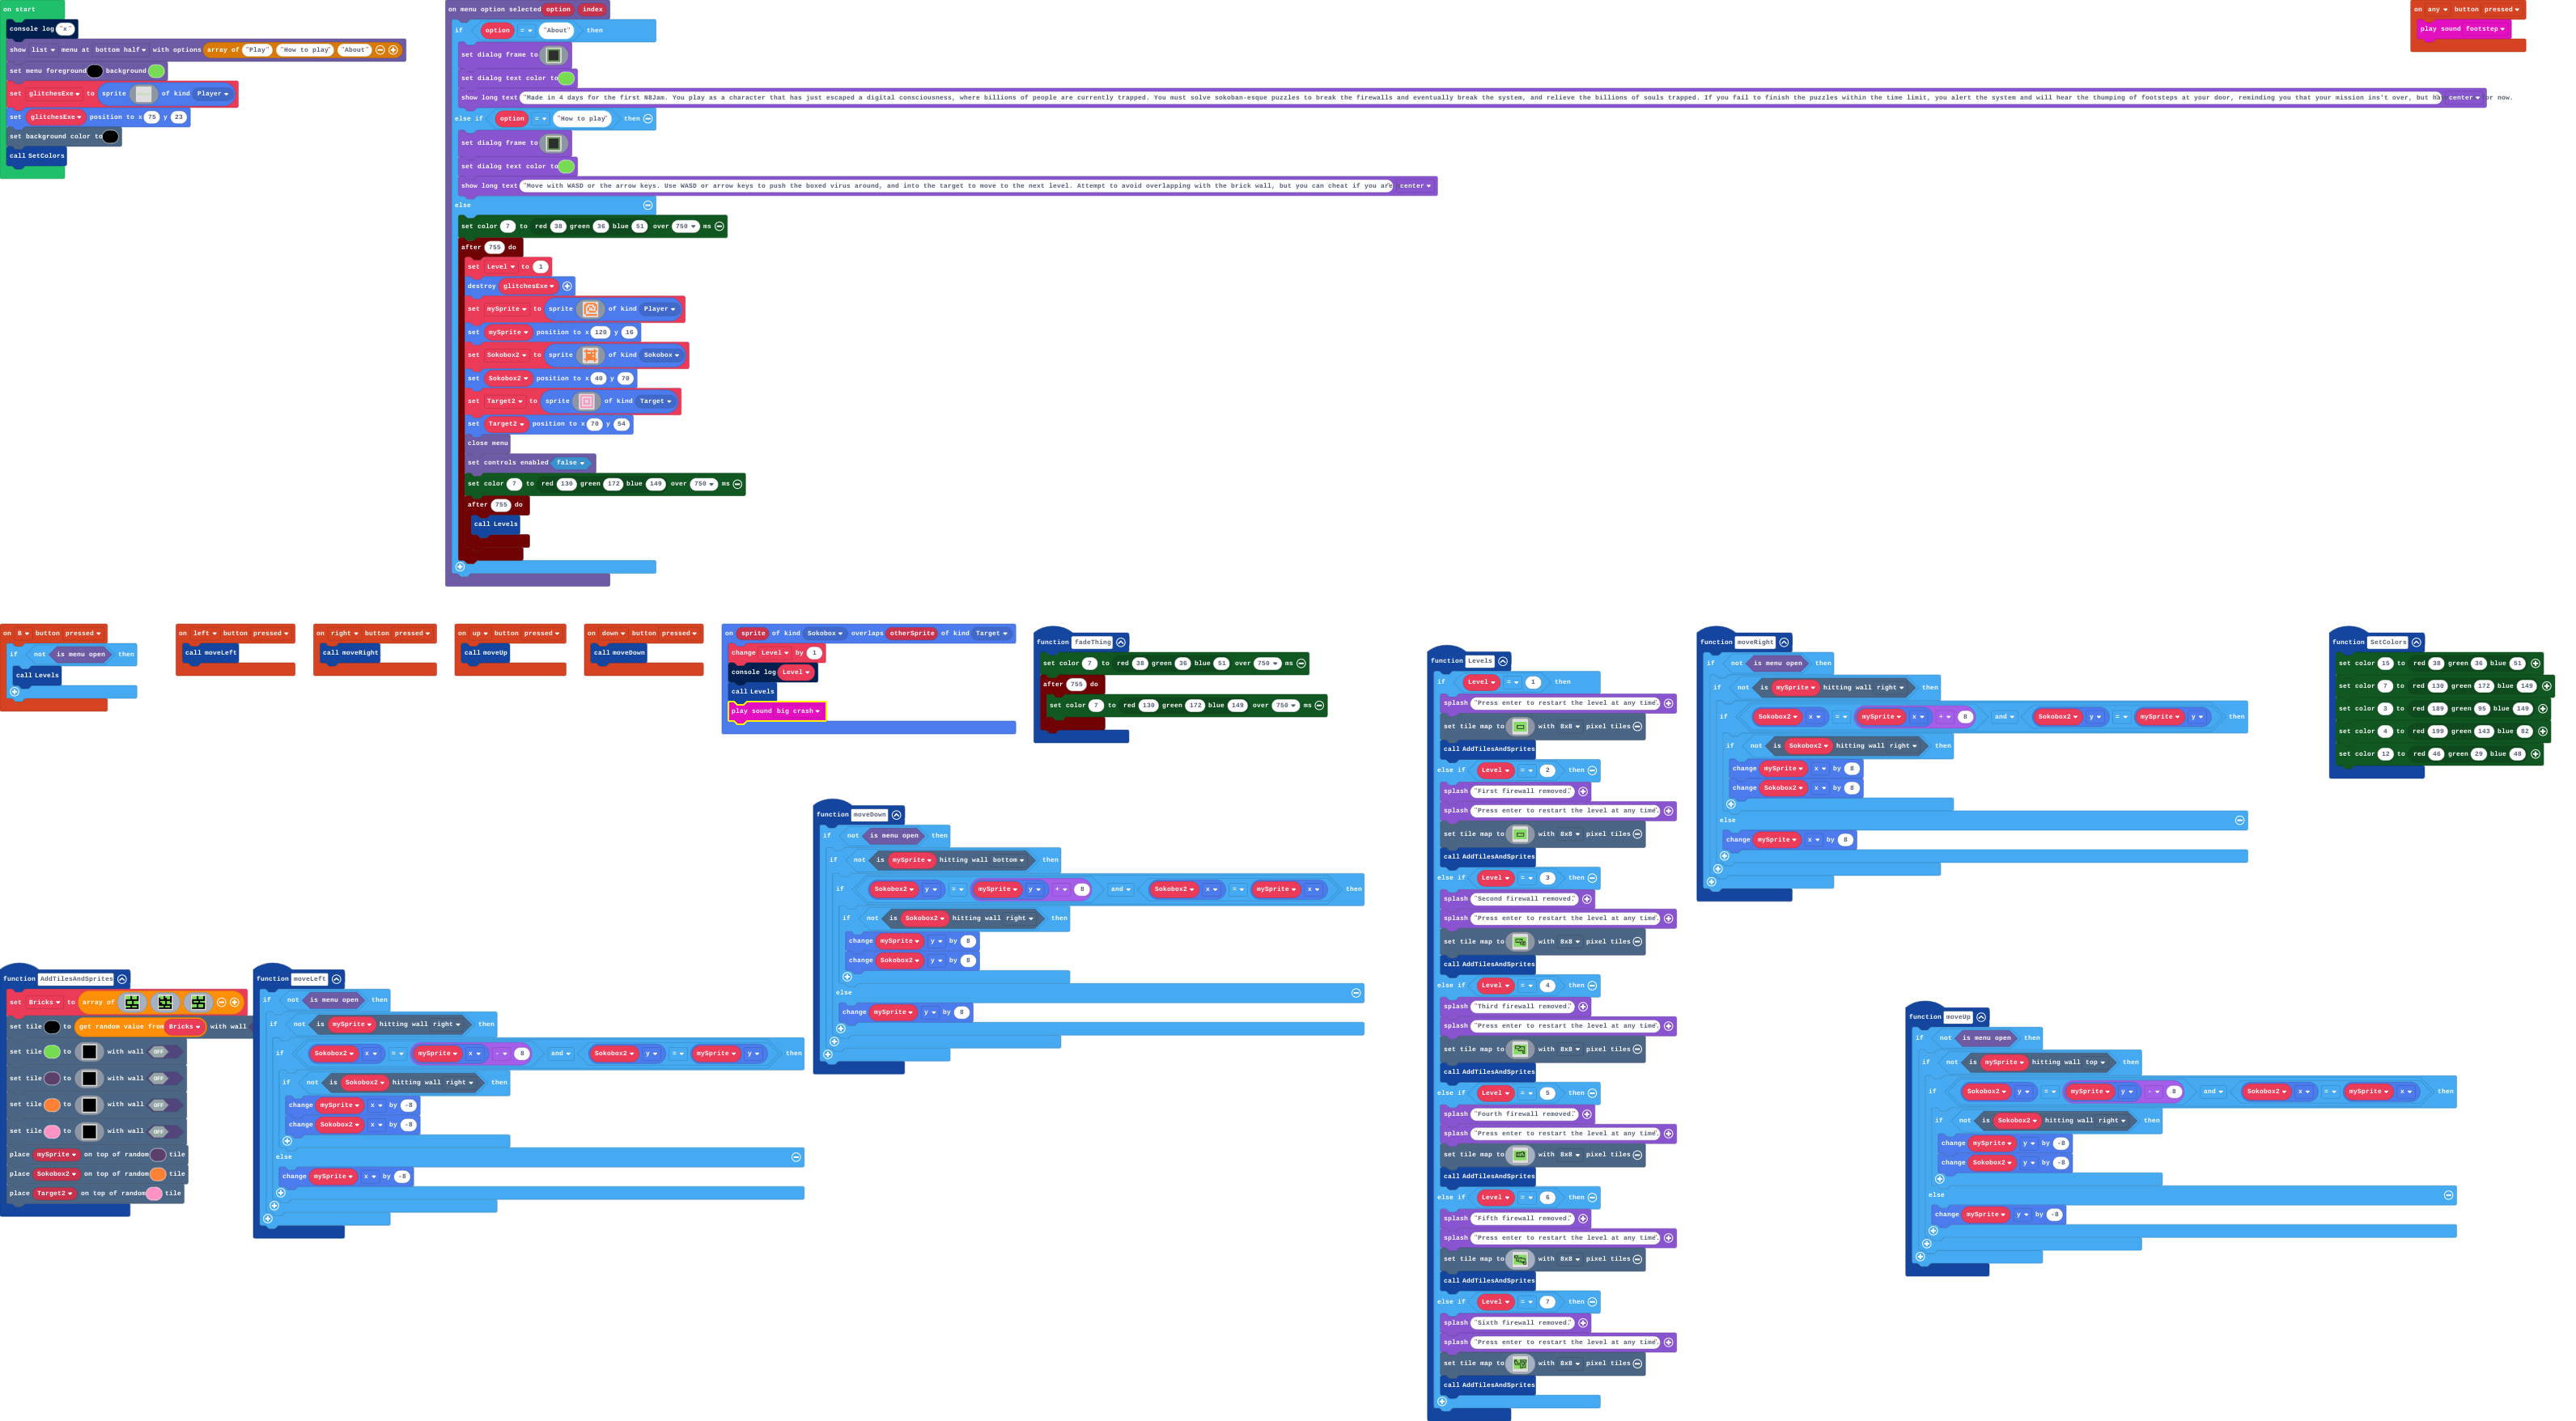 on start
console log "x"
show list menu at bottom half with options array of "Play" "How to play" "About"
set menu foreground background
set glitchesExe to sprite of kind Player
set glitchesExe position to x 75 y 23
set background color to
call SetColors
on menu option selected option index
if option = "About" then
set dialog frame to
set dialog text color to
show long text "Made in 4 days for the first N8Jam. You play as a character that has just escaped a digital consciousness, where billions of people are currently trapped. You must solve sokoban-esque puzzles to break the firewalls and eventually break the system, and relieve the billions of souls trapped. If you fail to finish the puzzles within the time limit, you alert the system and will hear the thumping of footsteps at your door, reminding you that your mission ins't over, but ha center or now.
else if option = "How to play" then
set dialog frame to
set dialog text color to
show long text "Move with WASD or the arrow keys. Use WASD or arrow keys to push the boxed virus around, and into the target to move to the next level. Attempt to avoid overlapping with the brick wall, but you can cheat if you are center
else
set color 7 to red 38 green 36 blue 51 over 750 ms
after 755 do
set Level to 1
destroy glitchesExe
set mySprite to sprite of kind Player
set mySprite position to x 120 y 16
set Sokobox2 to sprite of kind Sokobox
set Sokobox2 position to x 40 y 70
set Target2 to sprite of kind Target
set Target2 position to x 70 y 54
close menu
set controls enabled false
set color 7 to red 130 green 172 blue 149 over 750 ms
after 755 do
call Levels
on any button pressed
play sound footstep
on B button pressed
if not is menu open then
call Levels
on left button pressed
call moveLeft
on right button pressed
call moveRight
on up button pressed
call moveUp
on down button pressed
call moveDown
on sprite of kind Sokobox overlaps otherSprite of kind Target
change Level by 1
console log Level
call Levels
play sound big crash
function fadeThing
set color 7 to red 38 green 36 blue 51 over 750 ms
after 755 do
set color 7 to red 130 green 172 blue 149 over 750 ms
function Levels
if Level = 1 then
splash "Press enter to restart the level at any time."
set tile map to with 8x8 pixel tiles
call AddTilesAndSprites
else if Level = 2 then
splash "First firewall removed."
splash "Press enter to restart the level at any time."
set tile map to with 8x8 pixel tiles
call AddTilesAndSprites
else if Level = 3 then
splash "Second firewall removed."
splash "Press enter to restart the level at any time."
set tile map to with 8x8 pixel tiles
call AddTilesAndSprites
else if Level = 4 then
splash "Third firewall removed."
splash "Press enter to restart the level at any time."
set tile map to with 8x8 pixel tiles
call AddTilesAndSprites
else if Level = 5 then
splash "Fourth firewall removed."
splash "Press enter to restart the level at any time."
set tile map to with 8x8 pixel tiles
call AddTilesAndSprites
else if Level = 6 then
splash "Fifth firewall removed."
splash "Press enter to restart the level at any time."
set tile map to with 8x8 pixel tiles
call AddTilesAndSprites
else if Level = 7 then
splash "Sixth firewall removed."
splash "Press enter to restart the level at any time."
set tile map to with 8x8 pixel tiles
call AddTilesAndSprites
function moveRight
if not is menu open then
if not is mySprite hitting wall right then
if Sokobox2 x = mySprite x + 8 and Sokobox2 y = mySprite y then
if not is Sokobox2 hitting wall right then
change mySprite x by 8
change Sokobox2 x by 8
else
change mySprite x by 8
function SetColors
set color 15 to red 38 green 36 blue 51
set color 7 to red 130 green 172 blue 149
set color 3 to red 189 green 95 blue 149
set color 4 to red 199 green 143 blue 82
set color 12 to red 46 green 29 blue 48
function moveDown
if not is menu open then
if not is mySprite hitting wall bottom then
if Sokobox2 y = mySprite y + 8 and Sokobox2 x = mySprite x then
if not is Sokobox2 hitting wall right then
change mySprite y by 8
change Sokobox2 y by 8
else
change mySprite y by 8
function AddTilesAndSprites
set Bricks to array of
set tile to get random value from Bricks with wall
set tile to with wall OFF
set tile to with wall OFF
set tile to with wall OFF
set tile to with wall OFF
place mySprite on top of random tile
place Sokobox2 on top of random tile
place Target2 on top of random tile
function moveLeft
if not is menu open then
if not is mySprite hitting wall right then
if Sokobox2 x = mySprite x - 8 and Sokobox2 y = mySprite y then
if not is Sokobox2 hitting wall right then
change mySprite x by -8
change Sokobox2 x by -8
else
change mySprite x by -8
function moveUp
if not is menu open then
if not is mySprite hitting wall top then
if Sokobox2 y = mySprite y - 8 and Sokobox2 x = mySprite x then
if not is Sokobox2 hitting wall right then
change mySprite y by -8
change Sokobox2 y by -8
else
change mySprite y by -8